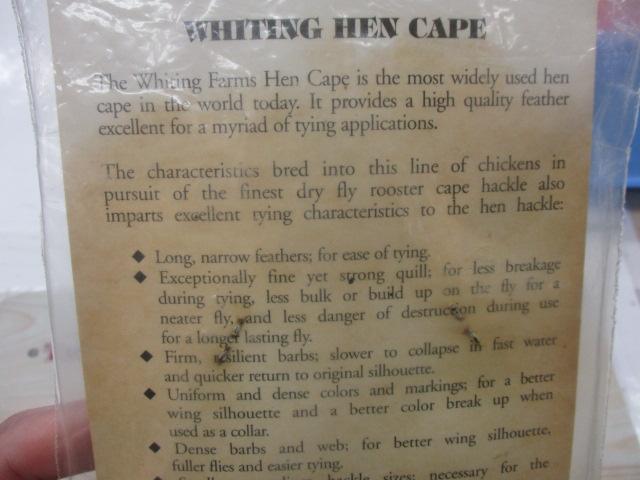 WHITING HEN CAPE
The Whiting Farms Hen Cape is the most widely used hen
cape in the world today. It provides a high quality feather
excellent for a myriad of tying applications.
The characteristics bred into this line of chickens in
pursuit of the finest dry fly rooster cape hackle also
imparts excellent tying characteristics to the hen hackle:
◆ Long, narrow feathers; for ease of tying.
◆ Exceptionally fine yet strong quill; for less breakage
during tying, less bulk or build up on the fly for a
neater fly, and less danger of destruction during use
for a longer lasting fly.
◆ Firm, resilient barbs; slower to collapse in fast water
and quicker return to original silhouette.
◆ Uniform and dense colors and markings; for a better
wing silhouette and a better color break up when
used as a collar.
◆ Dense barbs and web; for better wing silhouette,
fuller flies and easier tying.
hackle sizes; necessary for the